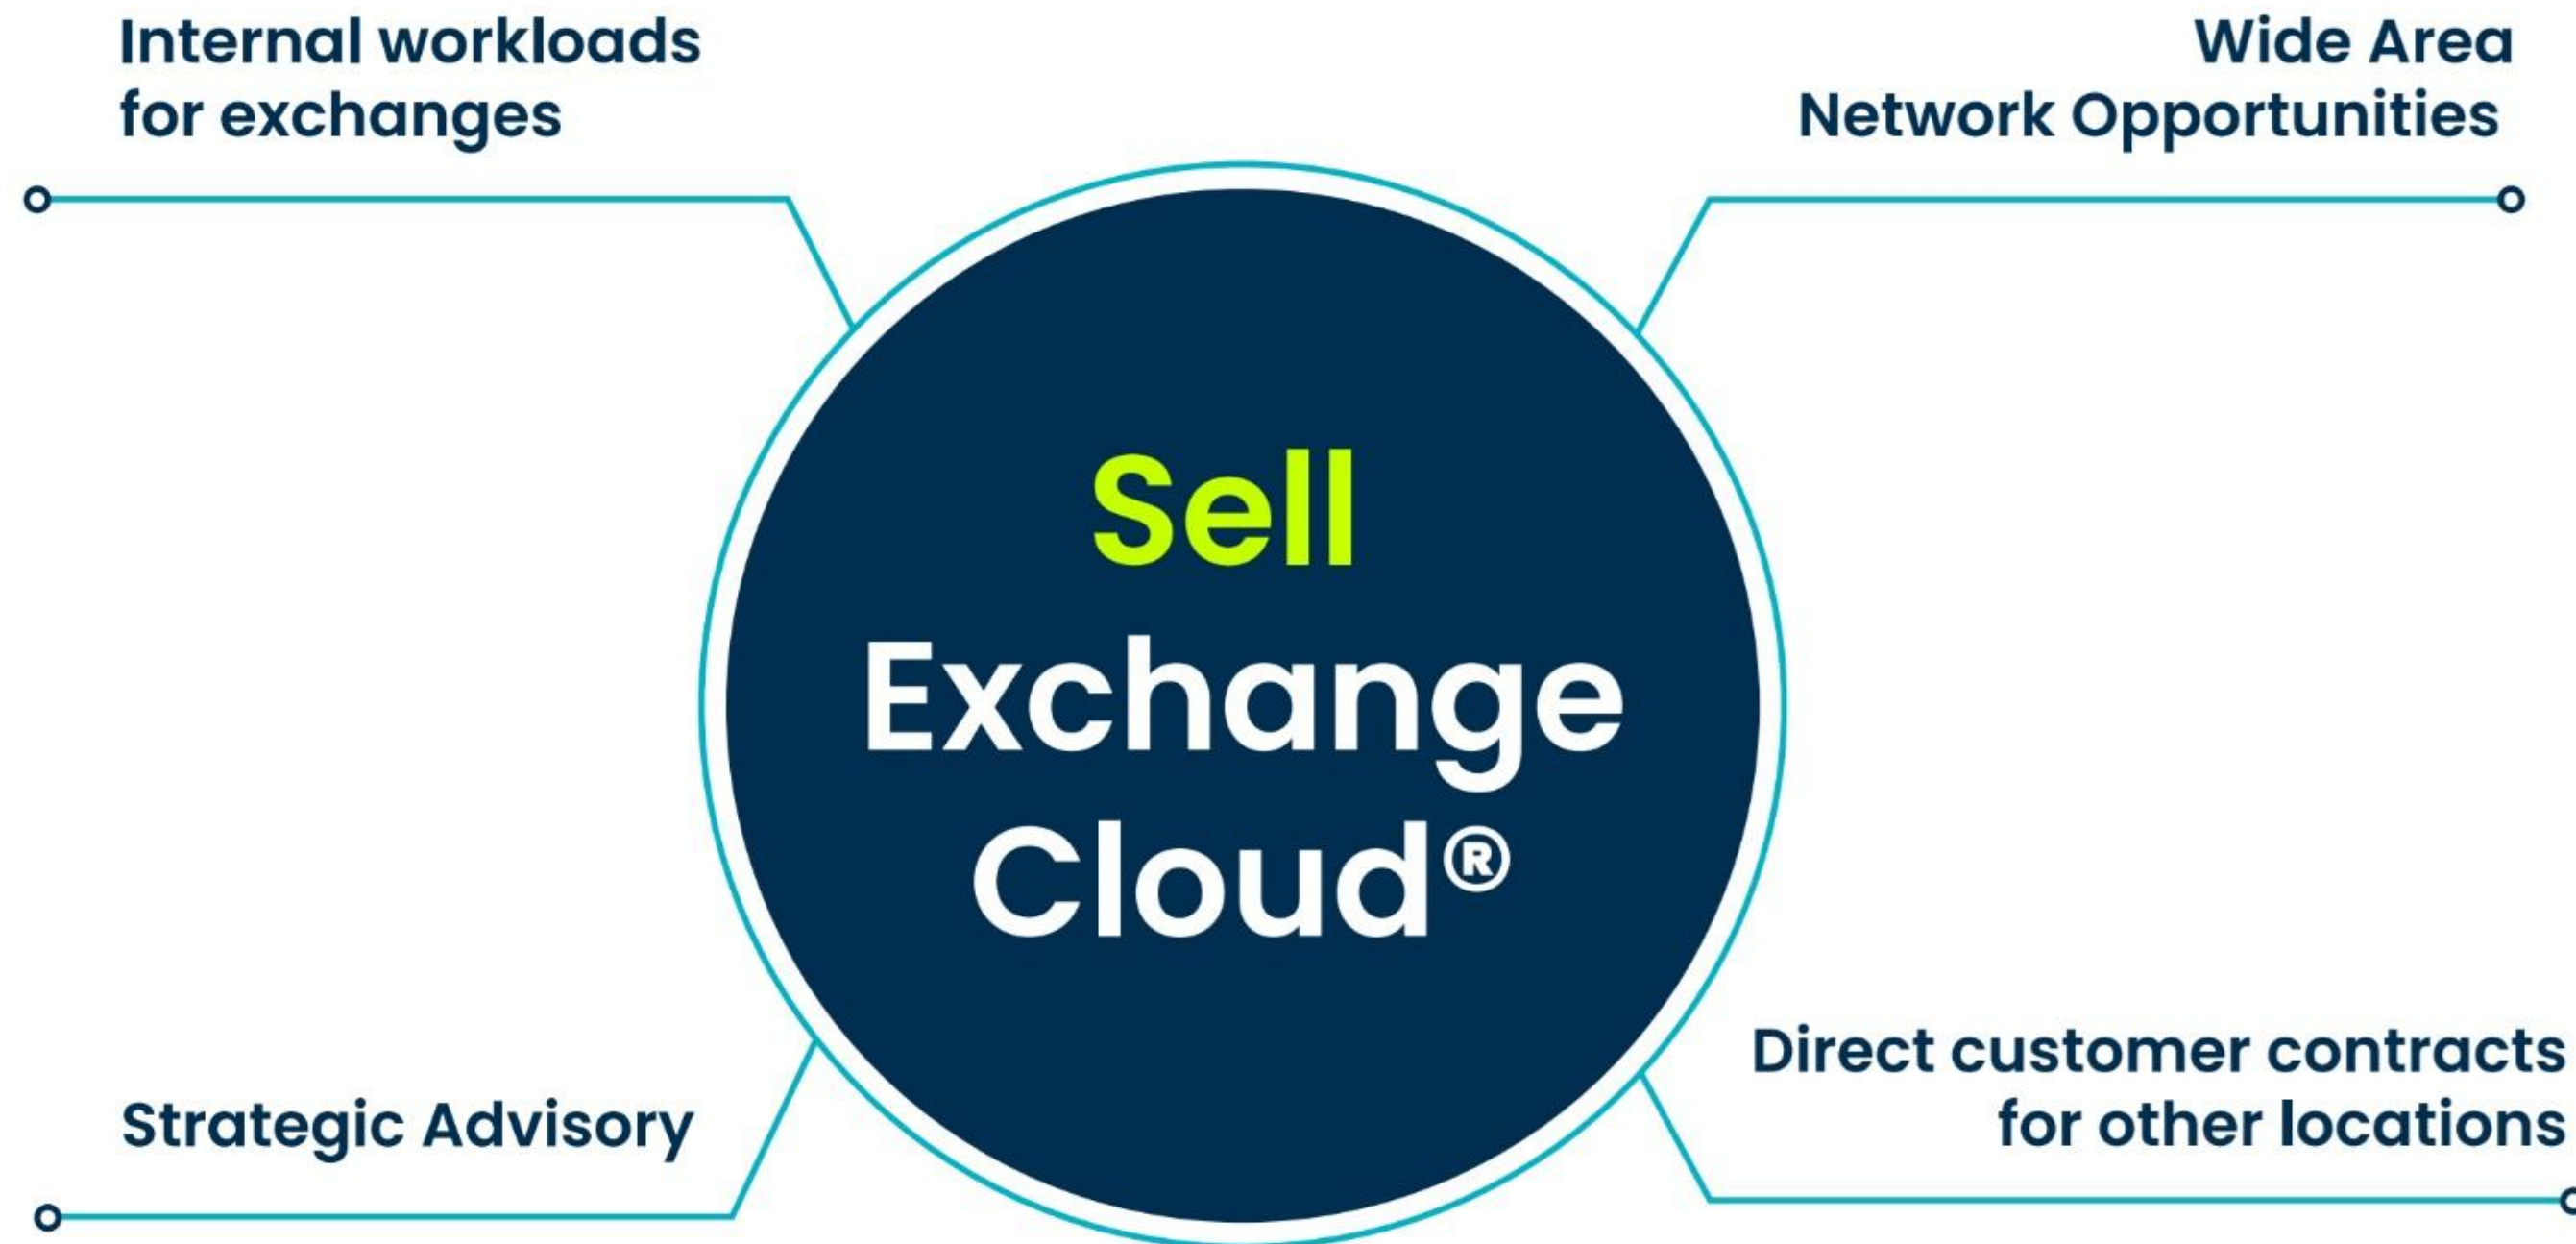 Internal workloads
for exchanges
Wide Area
Network Opportunities
Sell
Exchange
Cloud®
Strategic Advisory
Direct customer contracts
for other locations